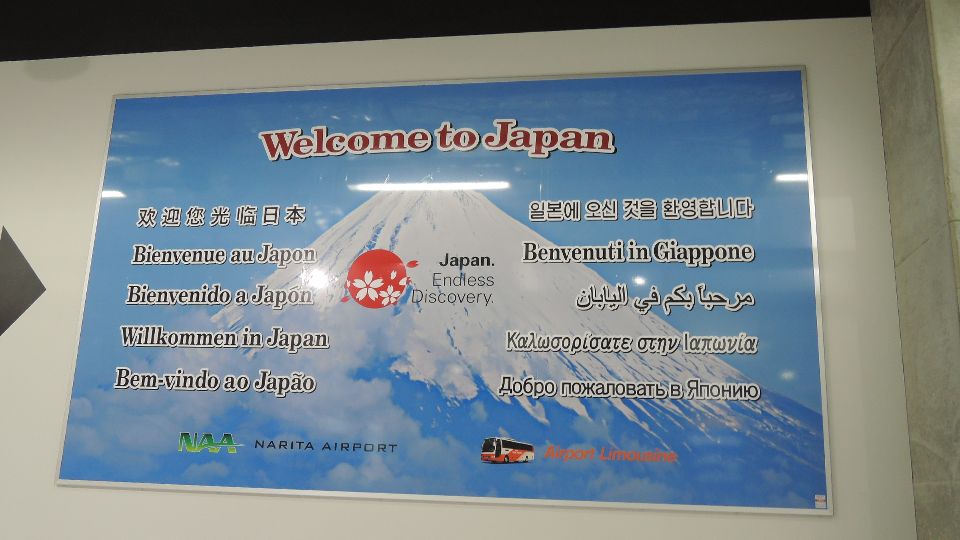 Welcome to Japan
欢迎您光临日本
Bienvenue au Japon
Bienvenido a Japón
Willkommen in Japan
Bem-vindo ao Japão
Japan.
Endless
Discovery.
일본에 오신 것을 환영합니다
Benvenuti in Giappone
مرحباً بكم في اليابان
Καλωσορίσατε στην Ιαπωνία
Добро пожаловать в Японию
NAA NARITA AIRPORT
Airport Limousine